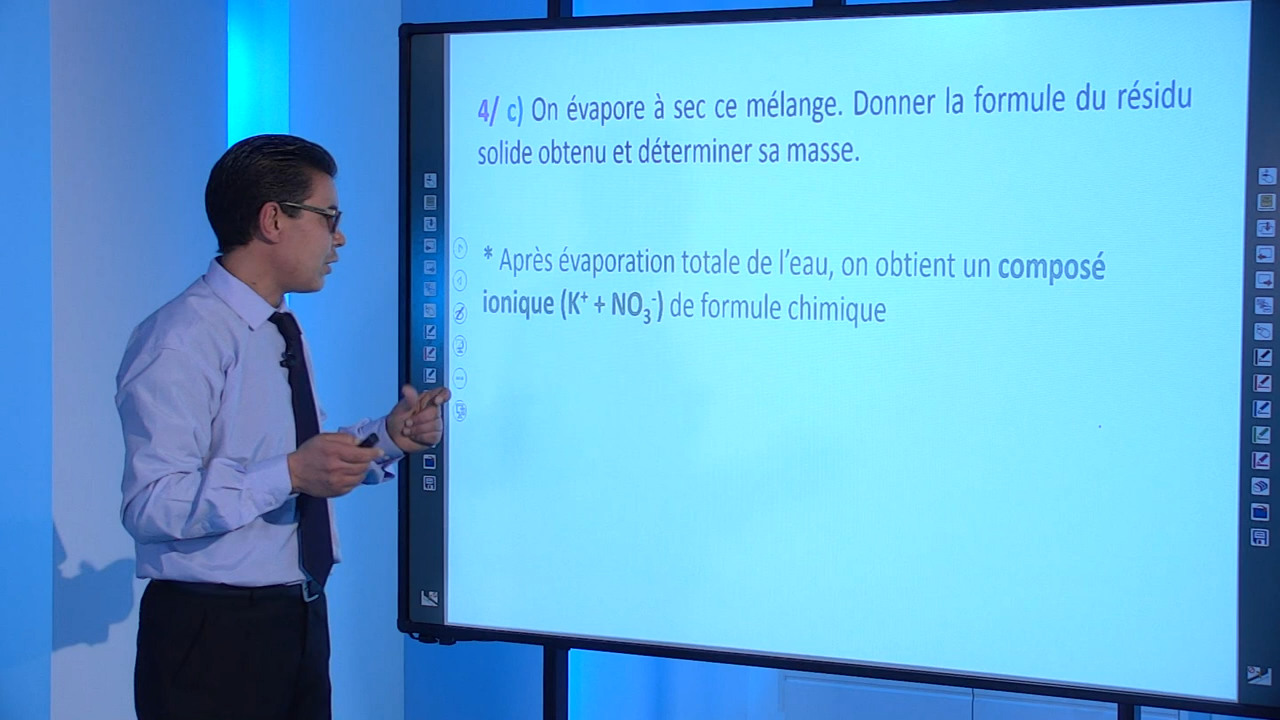 4/ c) On évapore à sec ce mélange. Donner la formule du résidu
solide obtenu et déterminer sa masse.
* Après évaporation totale de l’eau, on obtient un composé
ionique (K⁺ + NO₃⁻) de formule chimique